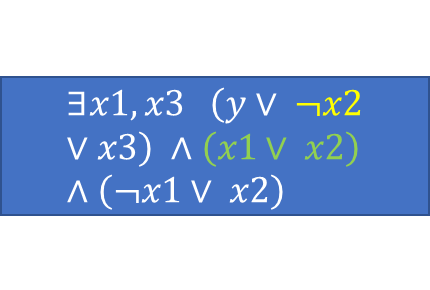 ∃x1, x3 (y ∨ ¬x2
∨ x3) ∧ (x1 ∨ x2)
∧ (¬x1 ∨ x2)